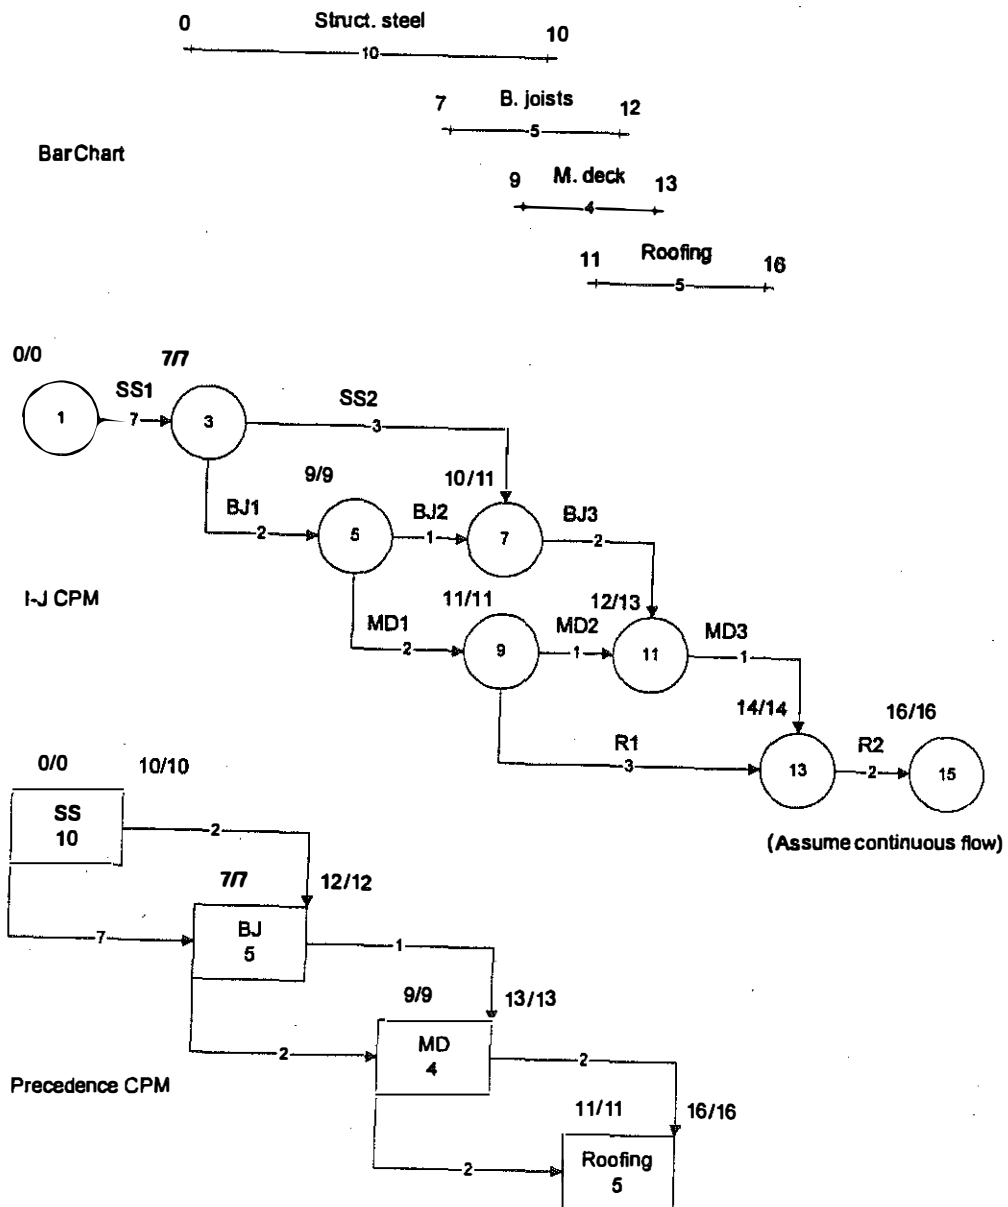 Struct. steel
0
10
10
B. joists
7
12
5
Bar Chart
M. deck
9
13
4
Roofing
11
16
5
0/0
7/7
SS1
SS2
1
7
3
3
9/9
10/11
BJ1
BJ2
BJ3
2
5
1
7
2
I-J CPM
11/11
12/13
MD1
MD2
MD3
2
9
1
11
1
14/14
16/16
R1
R2
3
13
2
15
(Assume continuous flow)
0/0
10/10
SS
10
2
7/7
12/12
7
BJ
5
1
9/9
13/13
2
MD
4
2
Precedence CPM
11/11
16/16
2
Roofing
5